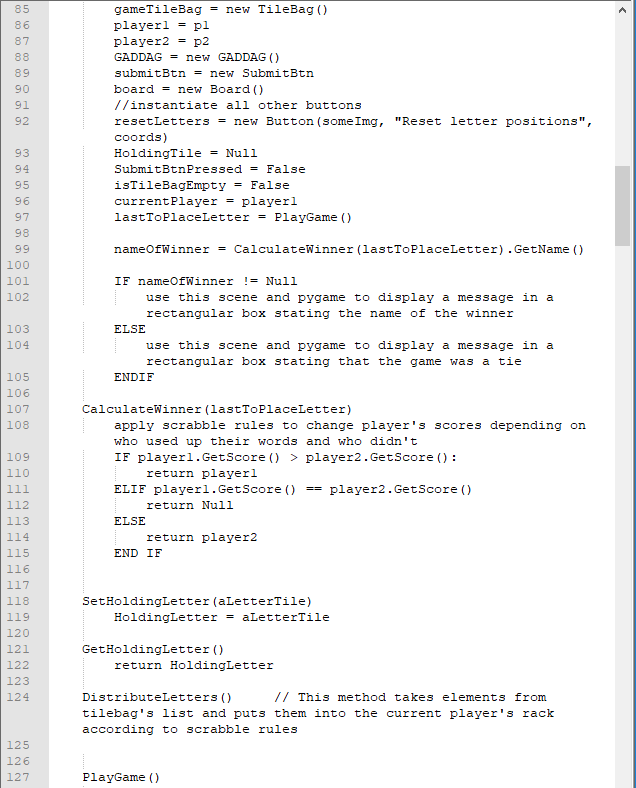 85 gameTileBag = new TileBag()
86 player1 = p1
87 player2 = p2
88 GADDAG = new GADDAG()
89 submitBtn = new SubmitBtn
90 board = new Board()
91 //instantiate all other buttons
92 resetLetters = new Button(someImg, "Reset letter positions",
coords)
93 HoldingTile = Null
94 SubmitBtnPressed = False
95 isTileBagEmpty = False
96 currentPlayer = player1
97 lastToPlaceLetter = PlayGame()
98
99 nameOfWinner = CalculateWinner(lastToPlaceLetter).GetName()
100
101 IF nameOfWinner != Null
102 use this scene and pygame to display a message in a
rectangular box stating the name of the winner
103 ELSE
104 use this scene and pygame to display a message in a
rectangular box stating that the game was a tie
105 ENDIF
106
107 CalculateWinner(lastToPlaceLetter)
108 apply scrabble rules to change player's scores depending on
who used up their words and who didn't
109 IF player1.GetScore() > player2.GetScore():
110 return player1
111 ELIF player1.GetScore() == player2.GetScore()
112 return Null
113 ELSE
114 return player2
115 END IF
116
117
118 SetHoldingLetter(aLetterTile)
119 HoldingLetter = aLetterTile
120
121 GetHoldingLetter()
122 return HoldingLetter
123
124 DistributeLetters() // This method takes elements from
tilebag's list and puts them into the current player's rack
according to scrabble rules
125
126
127 PlayGame()